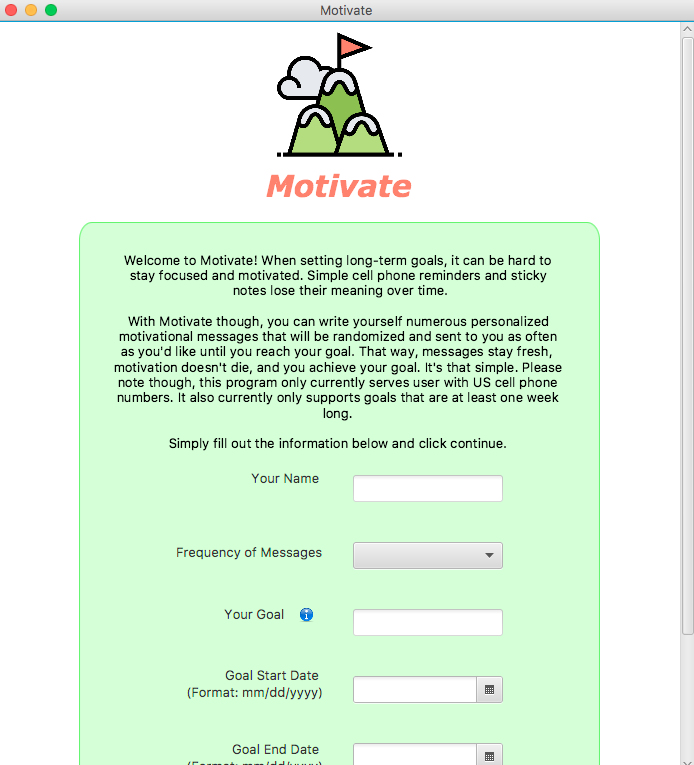 Motivate
Motivate
Welcome to Motivate! When setting long-term goals, it can be hard to
stay focused and motivated. Simple cell phone reminders and sticky
notes lose their meaning over time.
With Motivate though, you can write yourself numerous personalized
motivational messages that will be randomized and sent to you as often
as you'd like until you reach your goal. That way, messages stay fresh,
motivation doesn't die, and you achieve your goal. It's that simple. Please
note though, this program only currently serves user with US cell phone
numbers. It also currently only supports goals that are at least one week
long.
Simply fill out the information below and click continue.
Your Name
Frequency of Messages
Your Goal
Goal Start Date
(Format: mm/dd/yyyy)
Goal End Date
(Format: mm/dd/yyyy)